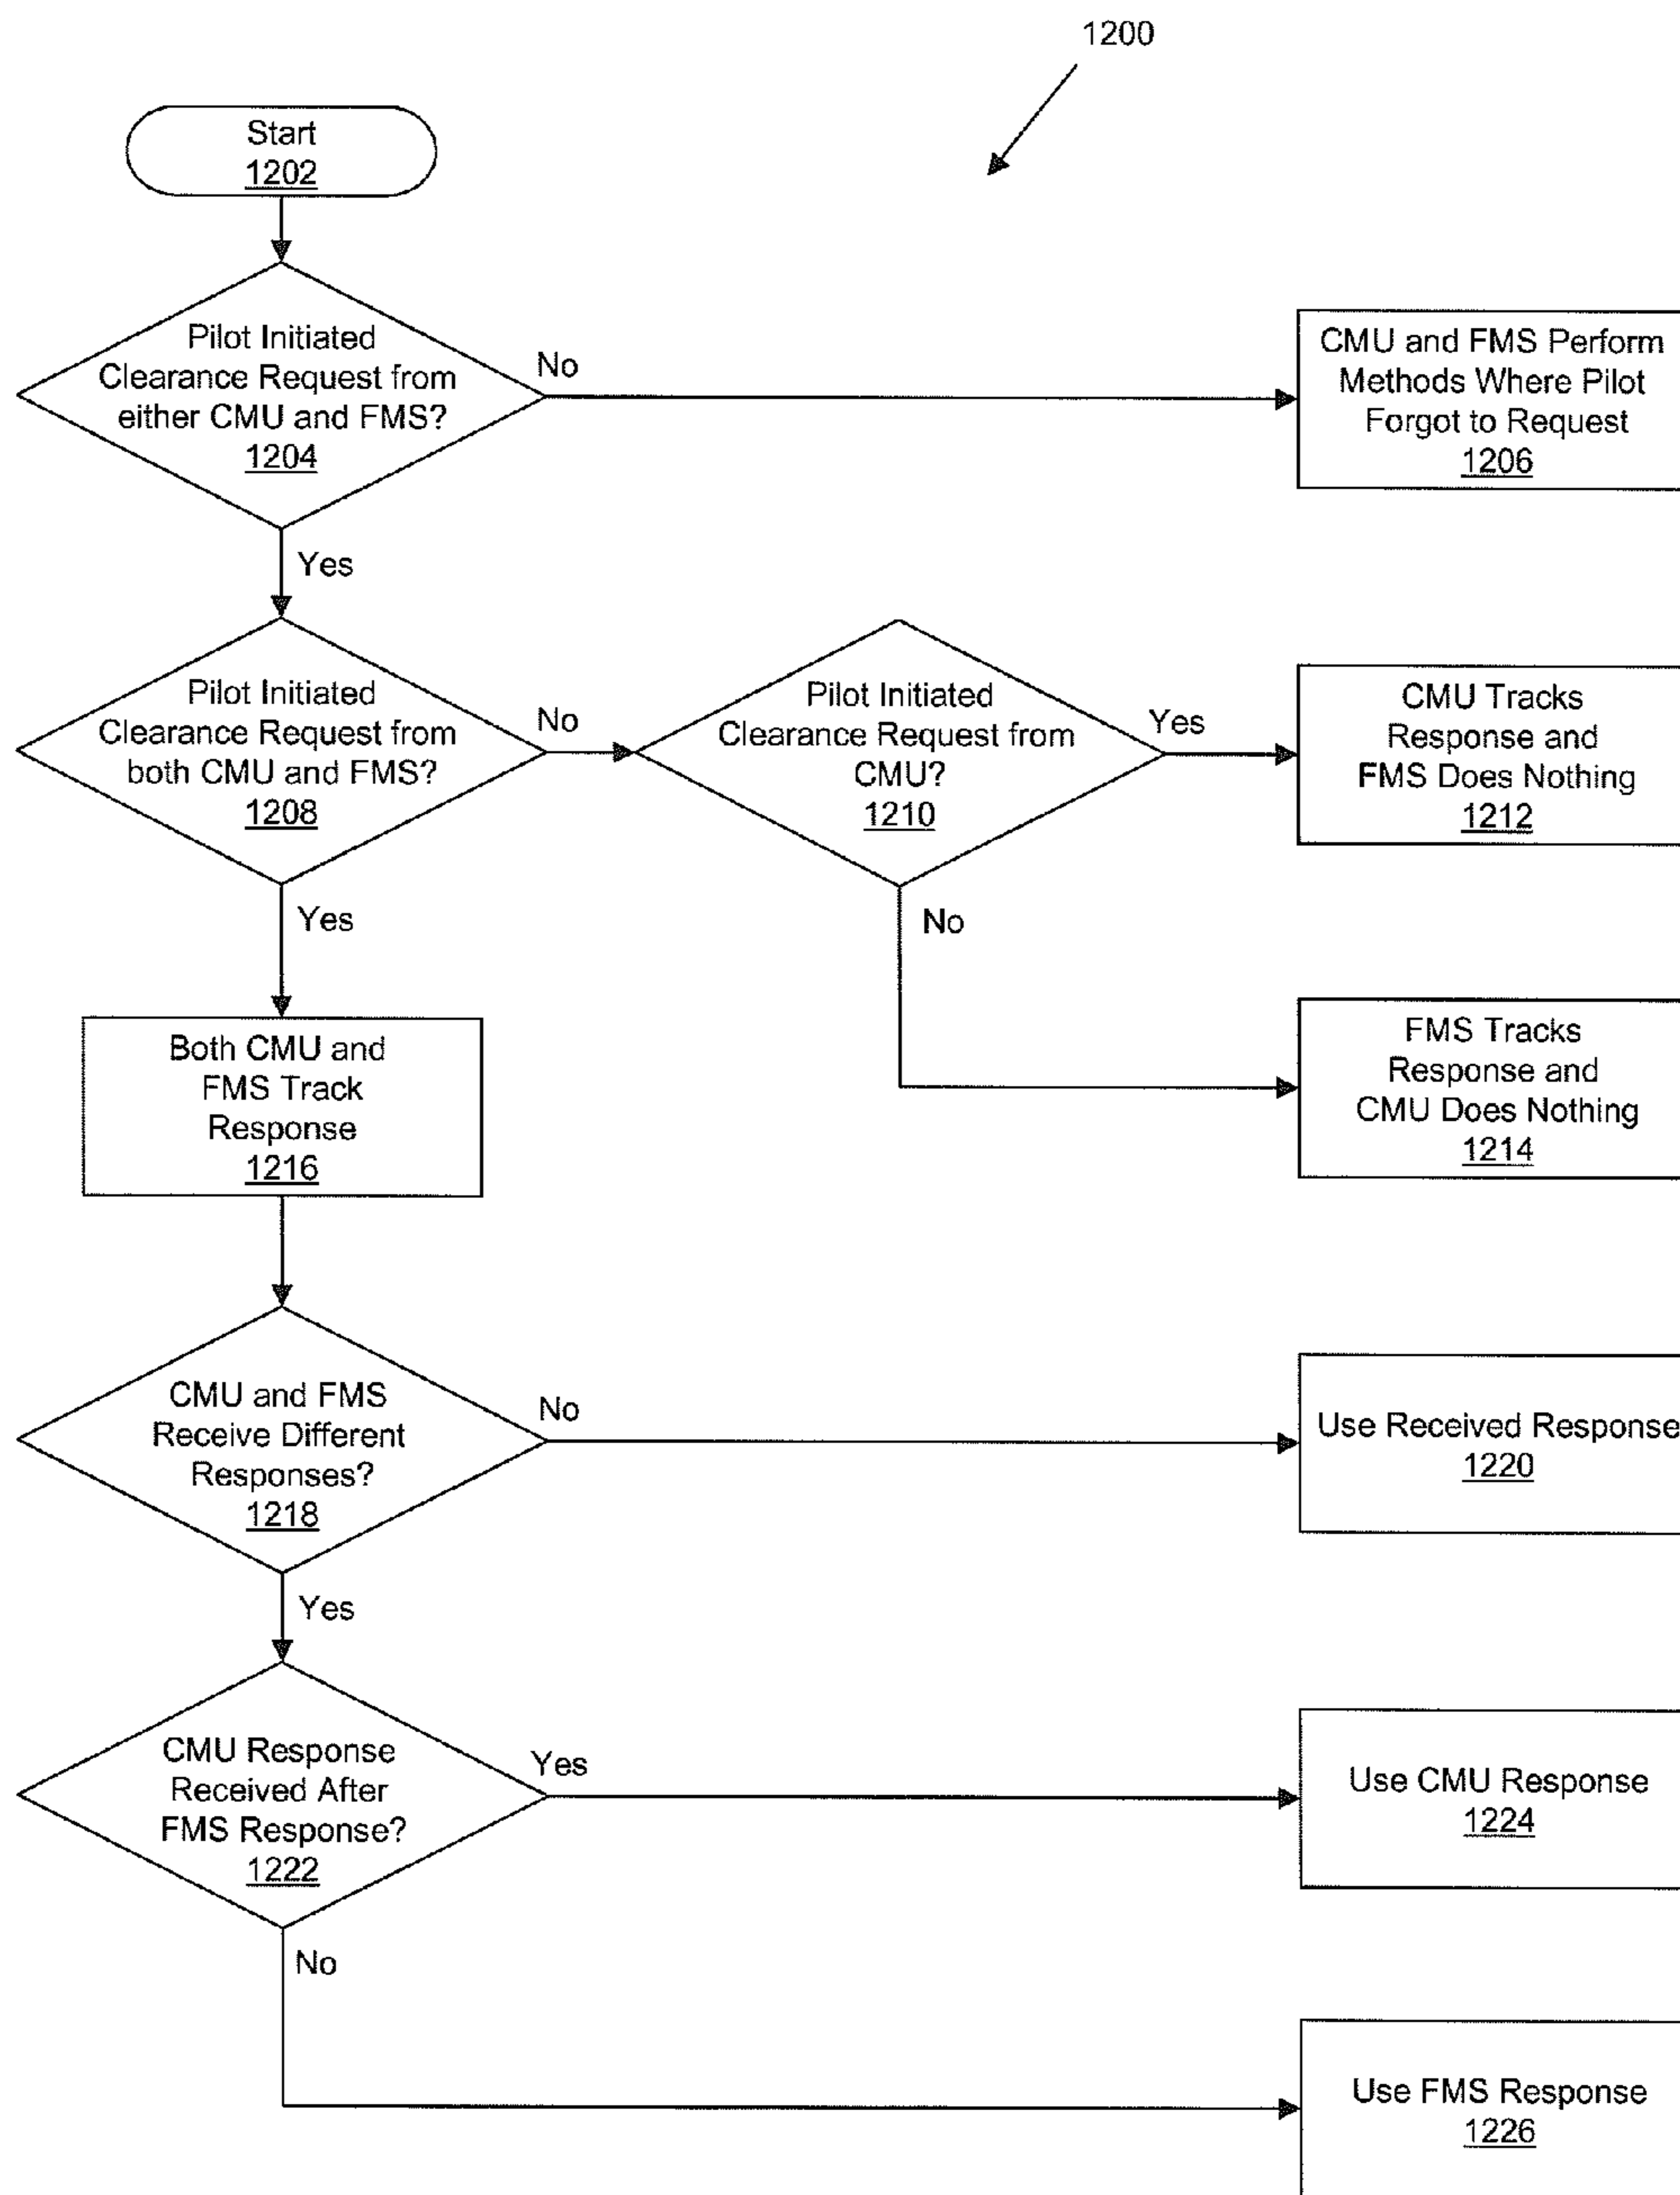 1200
Start
1202
Pilot Initiated
Clearance Request from
either CMU and FMS?
1204
No
CMU and FMS Perform
Methods Where Pilot
Forgot to Request
1206
Yes
Pilot Initiated
Clearance Request from
both CMU and FMS?
1208
No
Pilot Initiated
Clearance Request from
CMU?
1210
Yes
CMU Tracks
Response and
FMS Does Nothing
1212
Yes
No
Both CMU and
FMS Track
Response
1216
FMS Tracks
Response and
CMU Does Nothing
1214
CMU and FMS
Receive Different
Responses?
1218
No
Use Received Response
1220
Yes
CMU Response
Received After
FMS Response?
1222
Yes
Use CMU Response
1224
No
Use FMS Response
1226